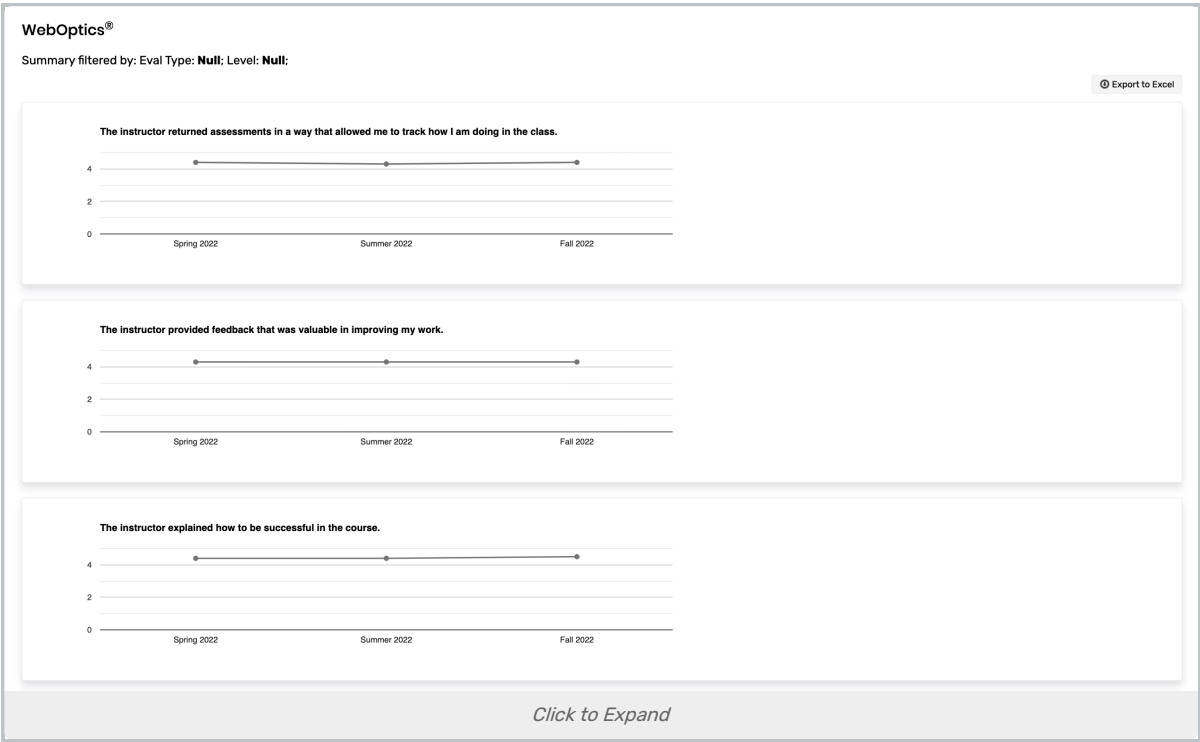 WebOptics®
Summary filtered by: Eval Type: Null; Level: Null;
Export to Excel
The instructor returned assessments in a way that allowed me to track how I am doing in the class.
4
2
0
Spring 2022 Summer 2022 Fall 2022
The instructor provided feedback that was valuable in improving my work.
4
2
0
Spring 2022 Summer 2022 Fall 2022
The instructor explained how to be successful in the course.
4
2
0
Spring 2022 Summer 2022 Fall 2022
Click to Expand